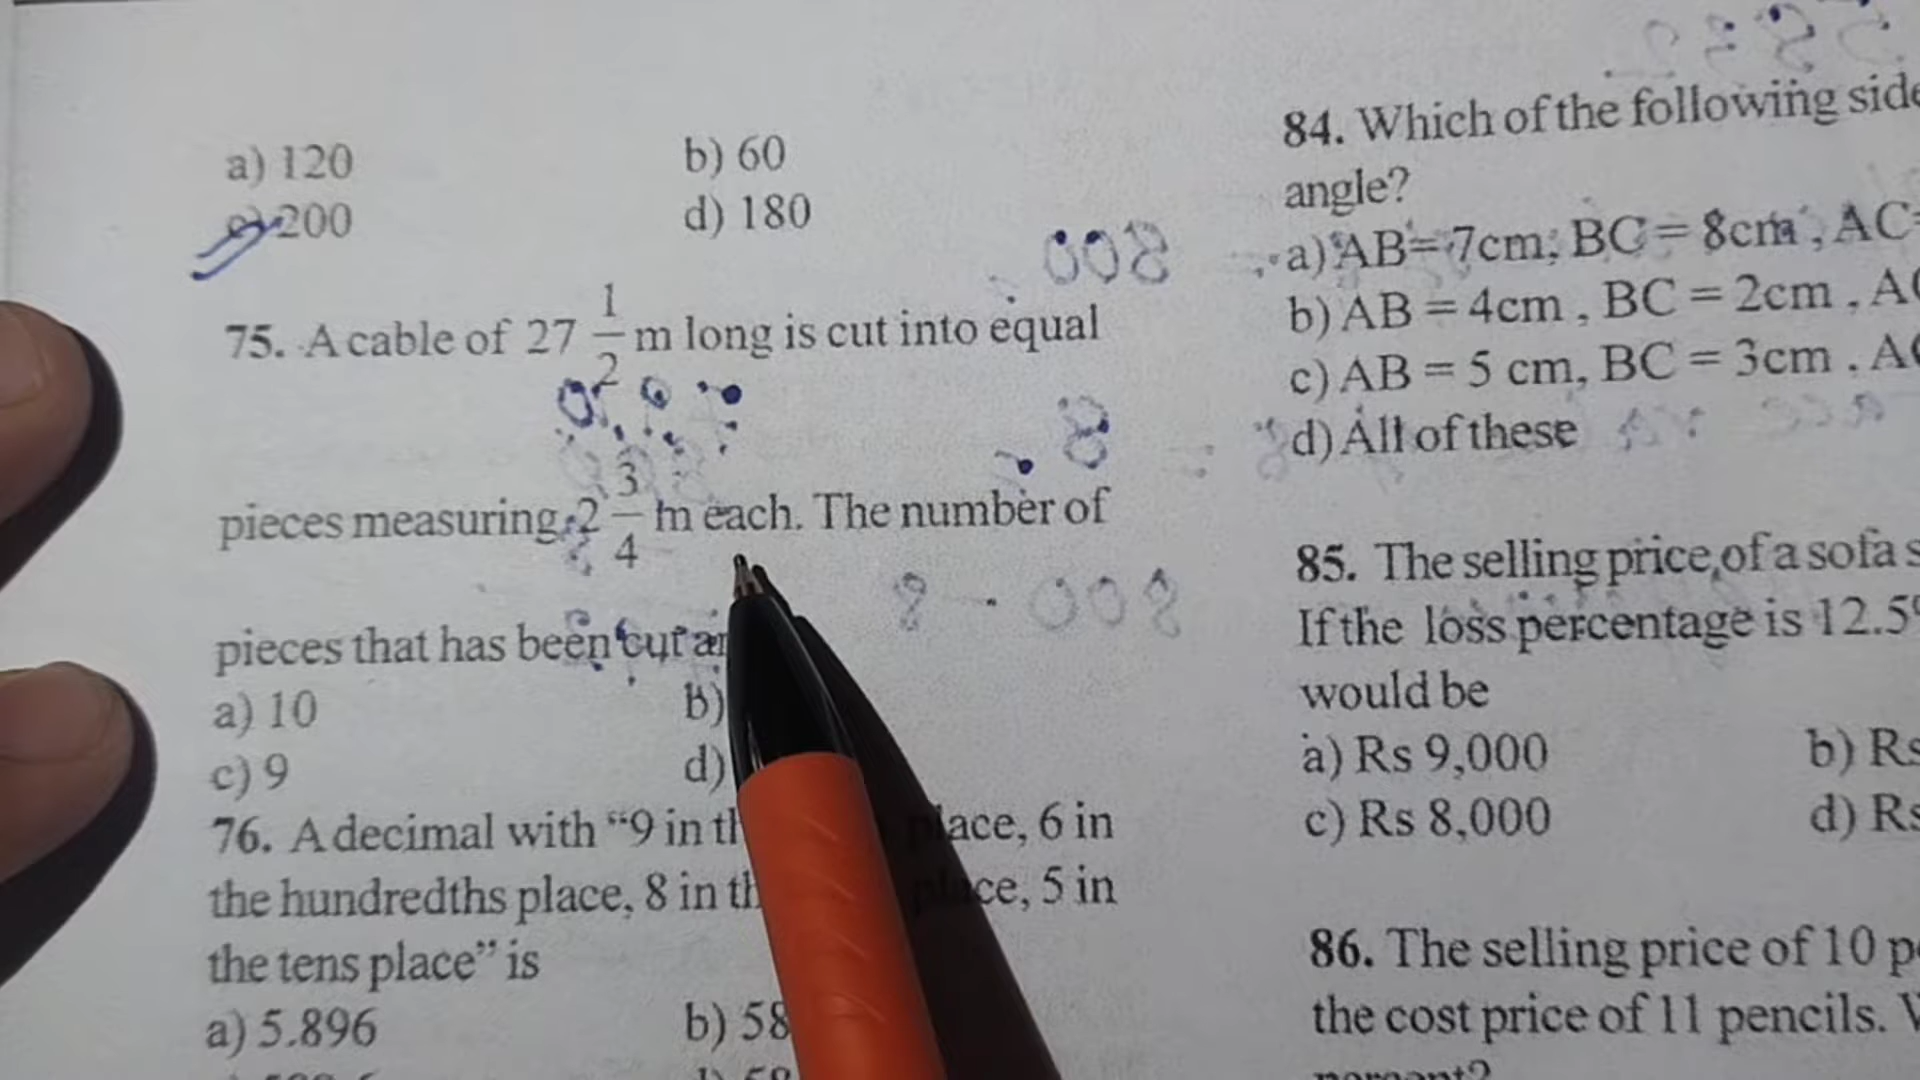 a) 120 b) 60
c) 200 d) 180
75. A cable of 27 1/2 m long is cut into equal
pieces measuring 2 3/4 m each. The number of
pieces that has been cut
a) 10 b)
c) 9 d)
76. A decimal with “9 in place, 6 in
the hundredths place, 8 in place, 5 in
the tens place” is
a) 5.896 b) 58
84. Which of the following
angle?
a) AB = 7cm, BC = 8cm, AC
b) AB = 4cm, BC = 2cm,
c) AB = 5 cm, BC = 3cm,
d) All of these
85. The selling price of a sofa
If the loss percentage is 12.5
would be
a) Rs 9,000 b) Rs
c) Rs 8,000 d) Rs
86. The selling price of 10
the cost price of 11 pencils.